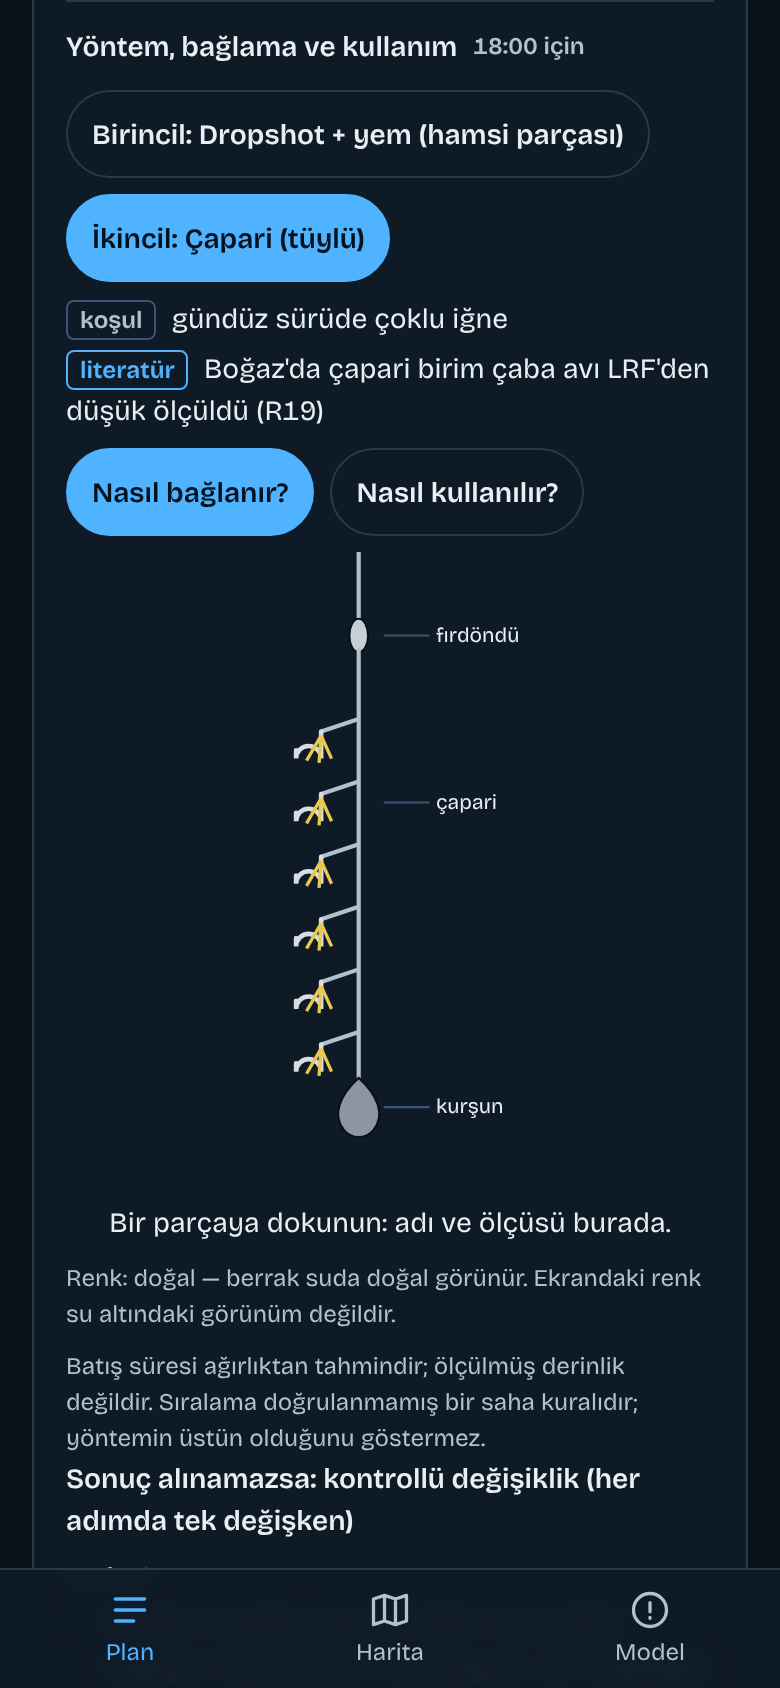 Yöntem, bağlama ve kullanım 18:00 için
Birincil: Dropshot + yem (hamsi parçası)
İkincil: Çapari (tüylü)
koşul gündüz sürüde çoklu iğne
literatür Boğaz'da çapari birim çaba avı LRF'den
düşük ölçüldü (R19)
Nasıl bağlanır? Nasıl kullanılır?
fırdöndü
çapari
kurşun
Bir parçaya dokunun: adı ve ölçüsü burada.
Renk: doğal — berrak suda doğal görünür. Ekrandaki renk
su altındaki görünüm değildir.
Batış süresi ağırlıktan tahmindir; ölçülmüş derinlik
değildir. Sıralama doğrulanmamış bir saha kuralıdır;
yöntemin üstün olduğunu göstermez.
Sonuç alınamazsa: kontrollü değişiklik (her
adımda tek değişken)
Plan Harita Model